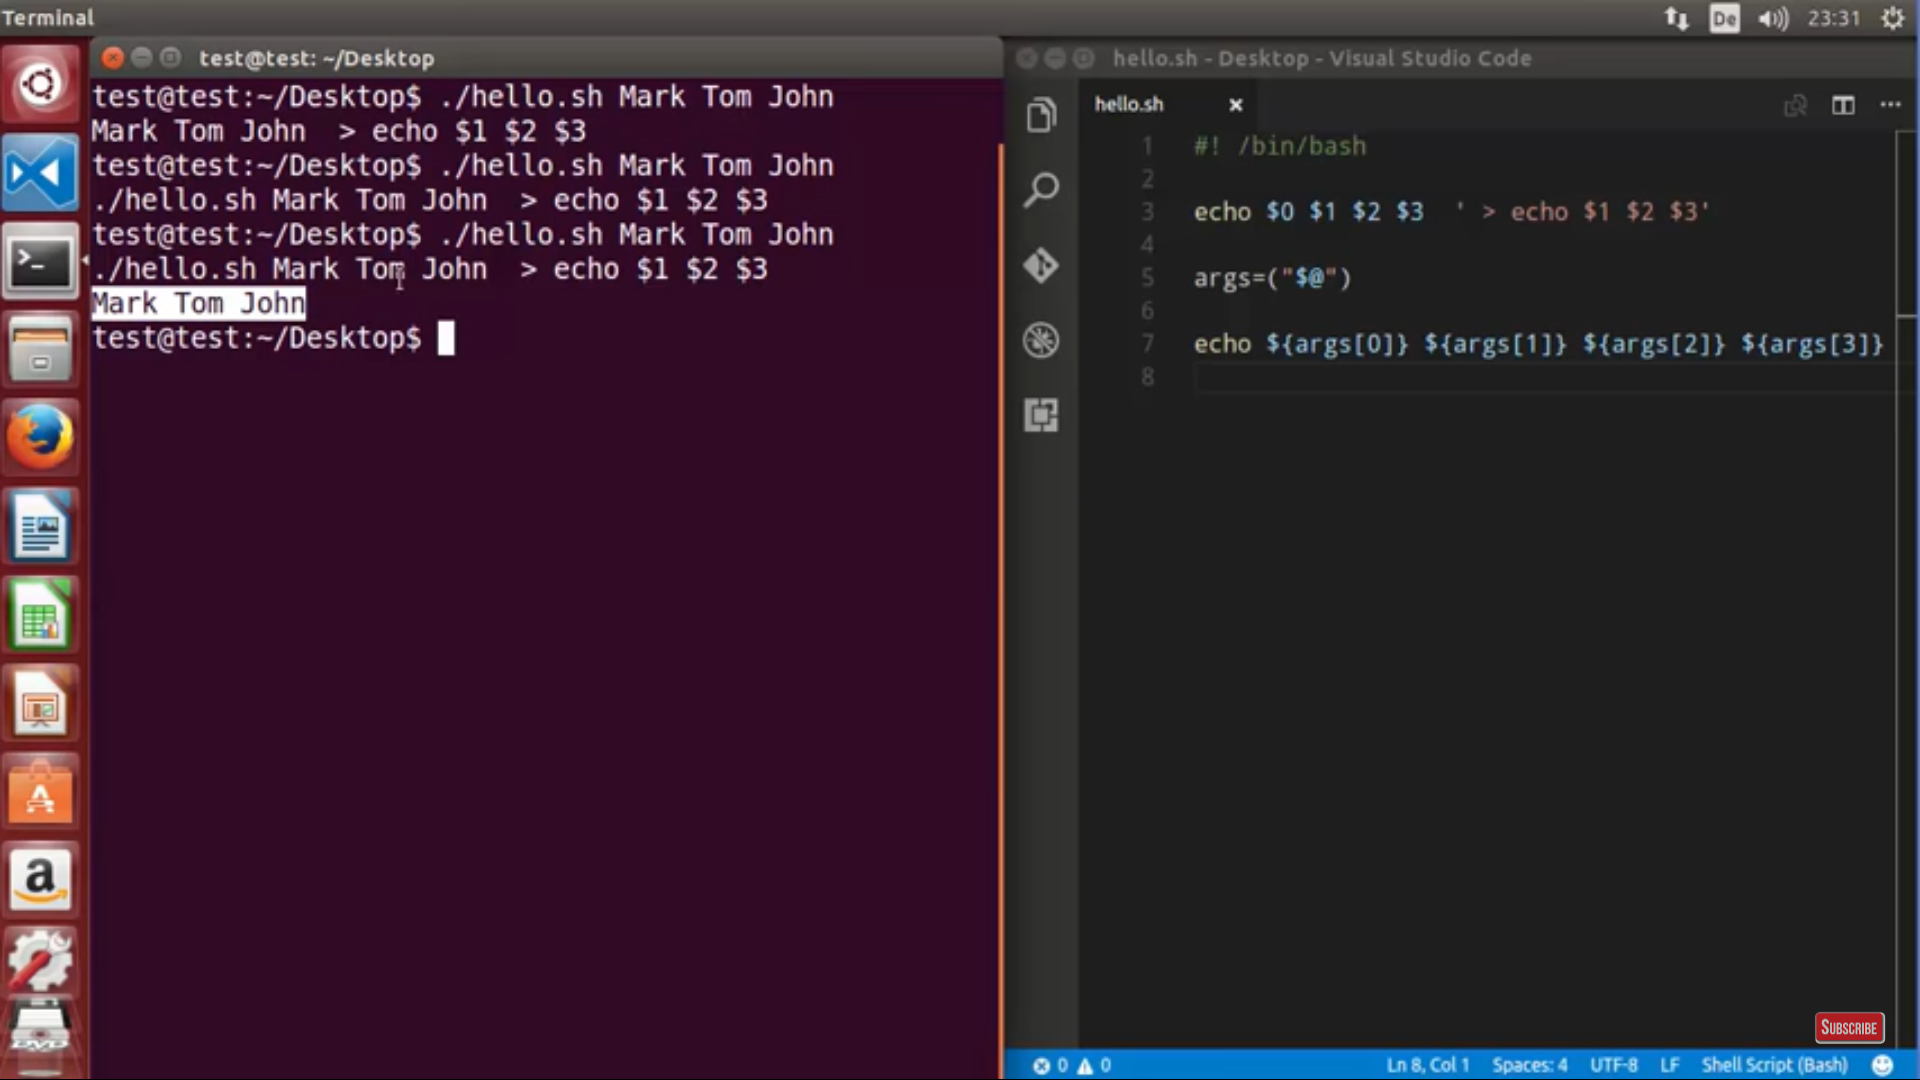 Terminal
De
23:31
test@test: ~/Desktop
test@test:~/Desktop$ ./hello.sh Mark Tom John
Mark Tom John  > echo $1 $2 $3
test@test:~/Desktop$ ./hello.sh Mark Tom John
./hello.sh Mark Tom John  > echo $1 $2 $3
test@test:~/Desktop$ ./hello.sh Mark Tom John
./hello.sh Mark Tom John  > echo $1 $2 $3
Mark Tom John
test@test:~/Desktop$
hello.sh - Desktop - Visual Studio Code
hello.sh
1 #! /bin/bash
2
3 echo $0 $1 $2 $3  ' > echo $1 $2 $3'
4
5 args=("$@")
6
7 echo ${args[0]} ${args[1]} ${args[2]} ${args[3]}
8
a
DVD
SUBSCRIBE
0 0 Ln 8, Col 1 Spaces: 4 UTF-8 LF Shell Script (Bash)